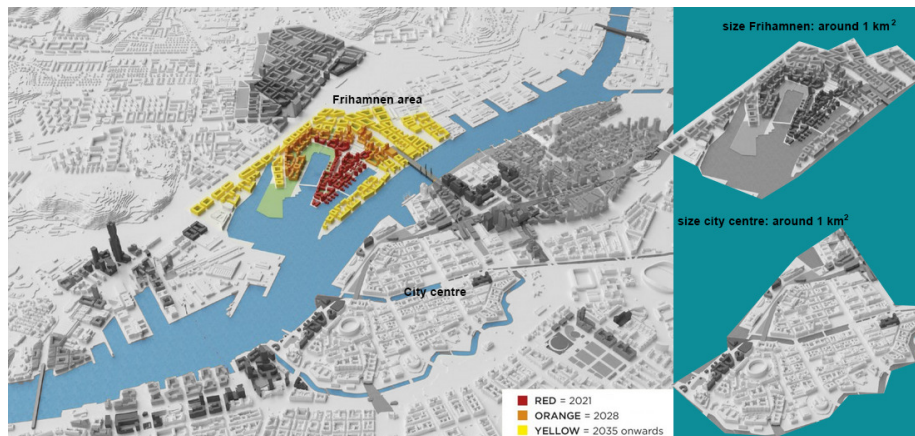 Frihamnen area
City centre
RED = 2021
ORANGE = 2028
YELLOW = 2035 onwards
size Frihamnen: around 1 km²
size city centre: around 1 km²